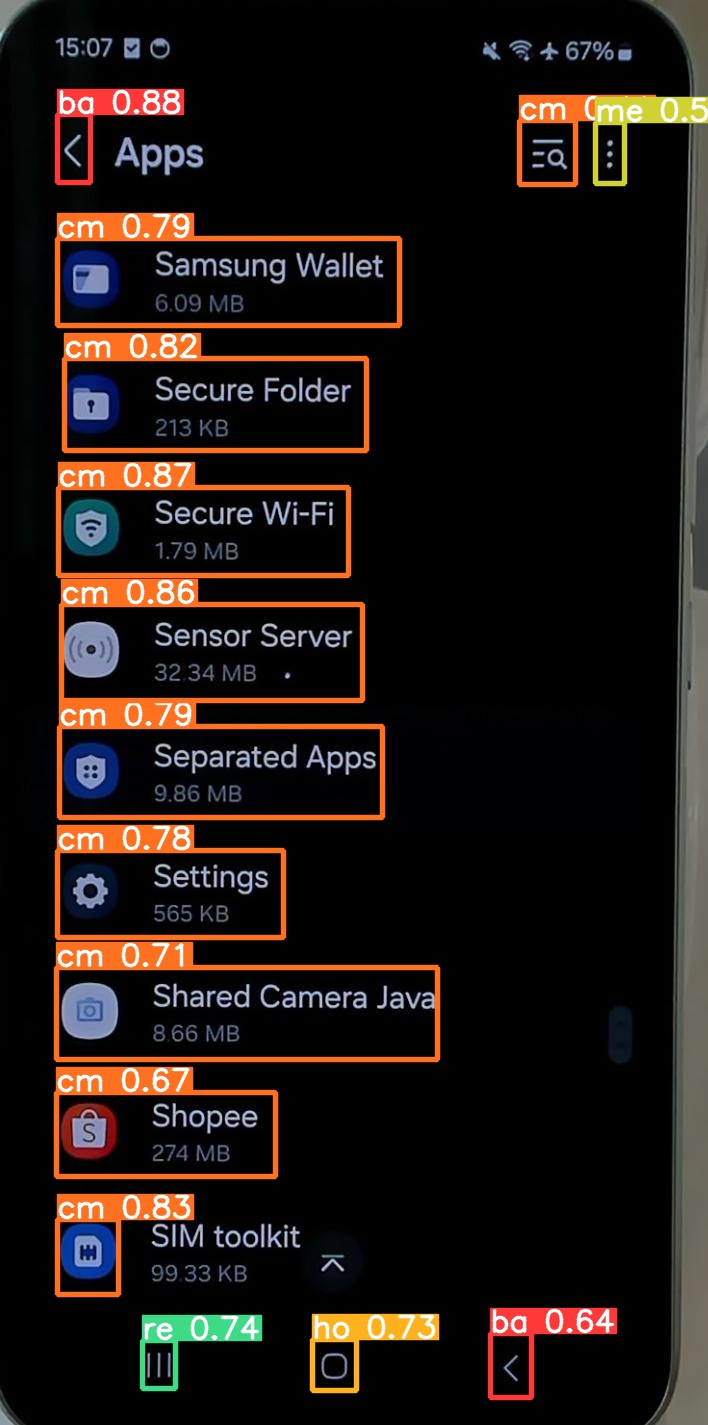 15:07 67%
ba 0.88
cm
me 0.5
Apps
cm 0.79
Samsung Wallet
6.09 MB
cm 0.82
Secure Folder
213 KB
cm 0.87
Secure Wi-Fi
1.79 MB
cm 0.86
Sensor Server
32.34 MB
cm 0.79
Separated Apps
9.86 MB
cm 0.78
Settings
565 KB
cm 0.71
Shared Camera Java
8.66 MB
cm 0.67
Shopee
S
274 MB
cm 0.83
SIM toolkit
99.33 KB
re 0.74
ho 0.73
ba 0.64